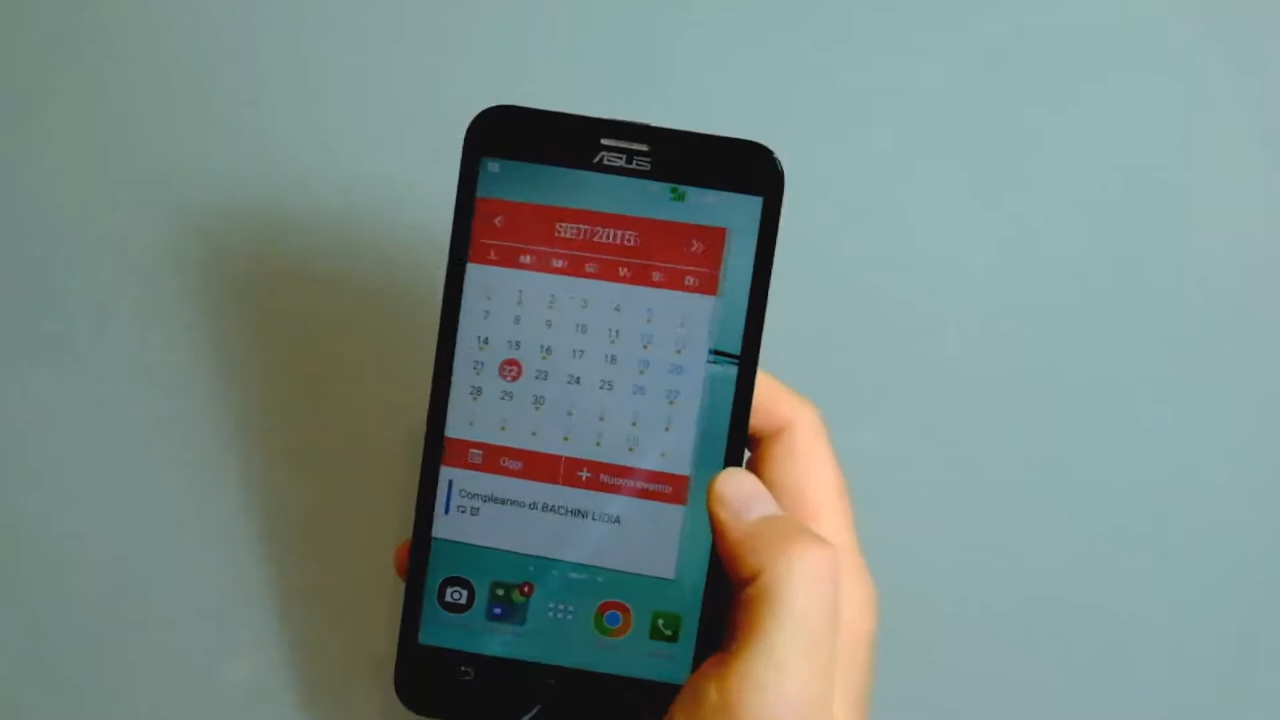 ASUS
SET 2015
1 2 3 4 5
7 8 9 10 11 12 13
14 15 16 17 18 19 20
21 22 23 24 25 26 27
28 29 30
Oggi + Nuovo evento
Compleanno di BACHINI LIDIA